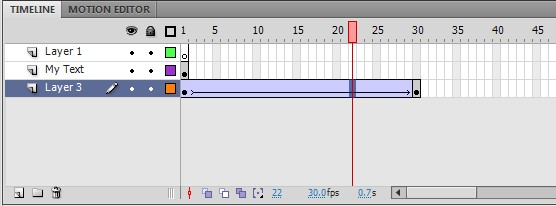 TIMELINE MOTION EDITOR
1 5 10 15 20 25 30 35 40 45
Layer 1
My Text
Layer 3
22 30.0fps 0.7s